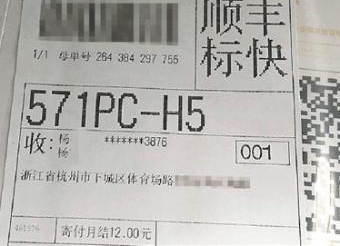 顺丰
标快
1/1 母单号 264 384 297 755
571PC-H5
收: 杨 *******3876
杨
001
浙江省杭州市下城区体育场路
寄付月结12.00元